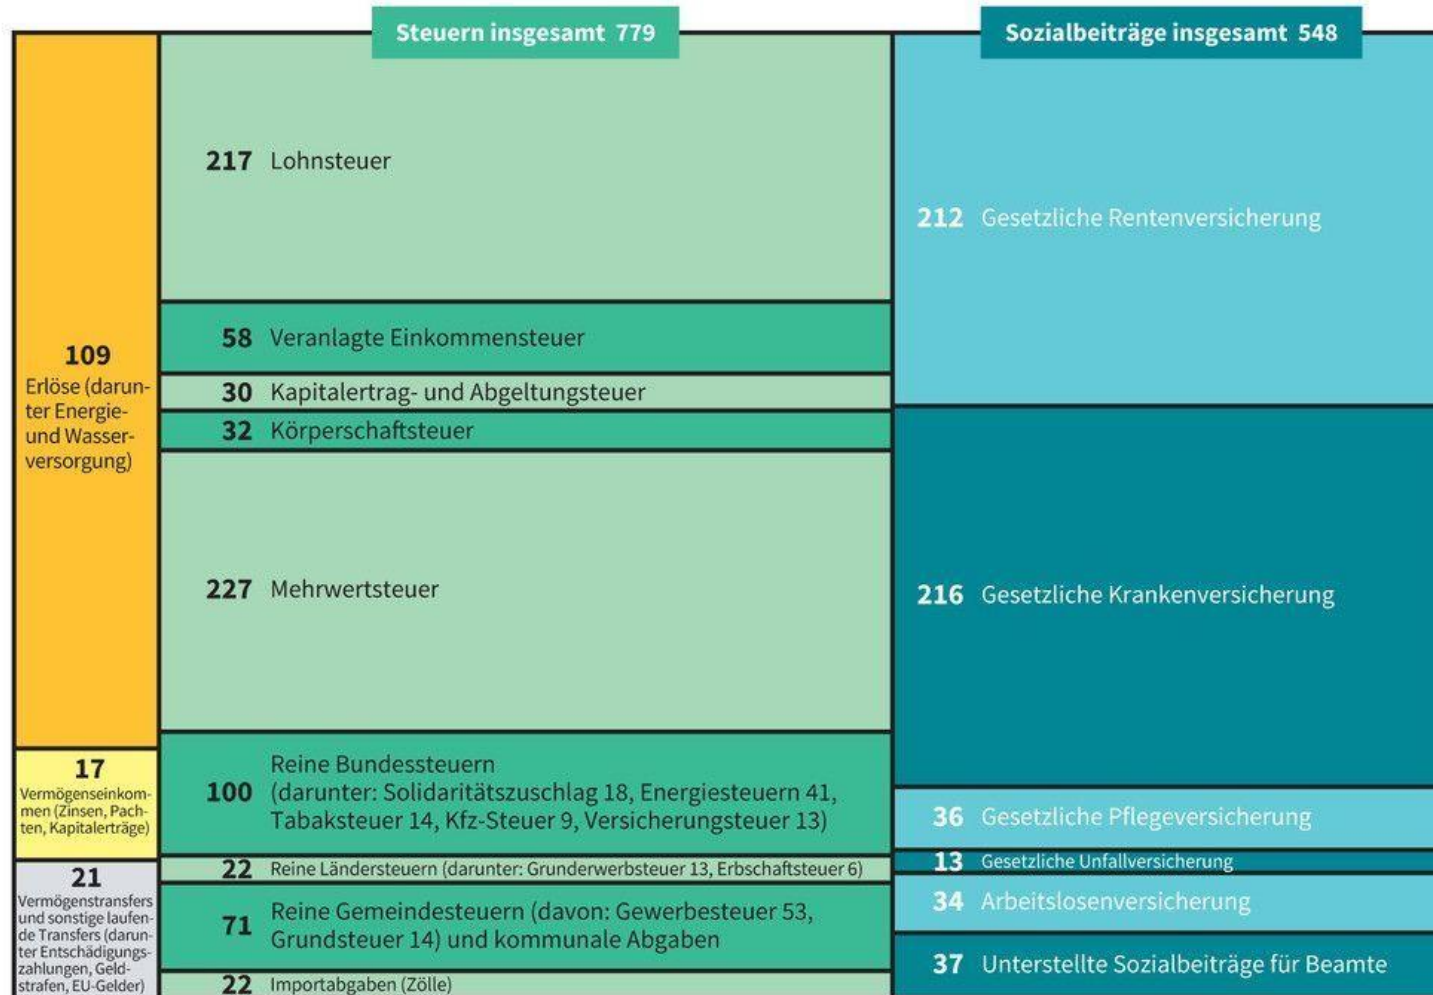 Steuern insgesamt 779
Sozialbeiträge insgesamt 548
109
Erlöse (darun-
ter Energie-
und Wasser-
versorgung)
17
Vermögenseinkom-
men (Zinsen, Pach-
ten, Kapitalerträge)
21
Vermögenstransfers
und sonstige laufen-
de Transfers (darun-
ter Entschädigungs-
zahlungen, Geld-
strafen, EU-Gelder)
217 Lohnsteuer
58 Veranlagte Einkommensteuer
30 Kapitalertrag- und Abgeltungsteuer
32 Körperschaftsteuer
227 Mehrwertsteuer
100 Reine Bundessteuern
(darunter: Solidaritätszuschlag 18, Energiesteuern 41,
Tabaksteuer 14, Kfz-Steuer 9, Versicherungsteuer 13)
22 Reine Ländersteuern (darunter: Grunderwerbsteuer 13, Erbschaftsteuer 6)
71 Reine Gemeindesteuern (davon: Gewerbesteuer 53,
Grundsteuer 14) und kommunale Abgaben
22 Importabgaben (Zölle)
212 Gesetzliche Rentenversicherung
216 Gesetzliche Krankenversicherung
36 Gesetzliche Pflegeversicherung
13 Gesetzliche Unfallversicherung
34 Arbeitslosenversicherung
37 Unterstellte Sozialbeiträge für Beamte